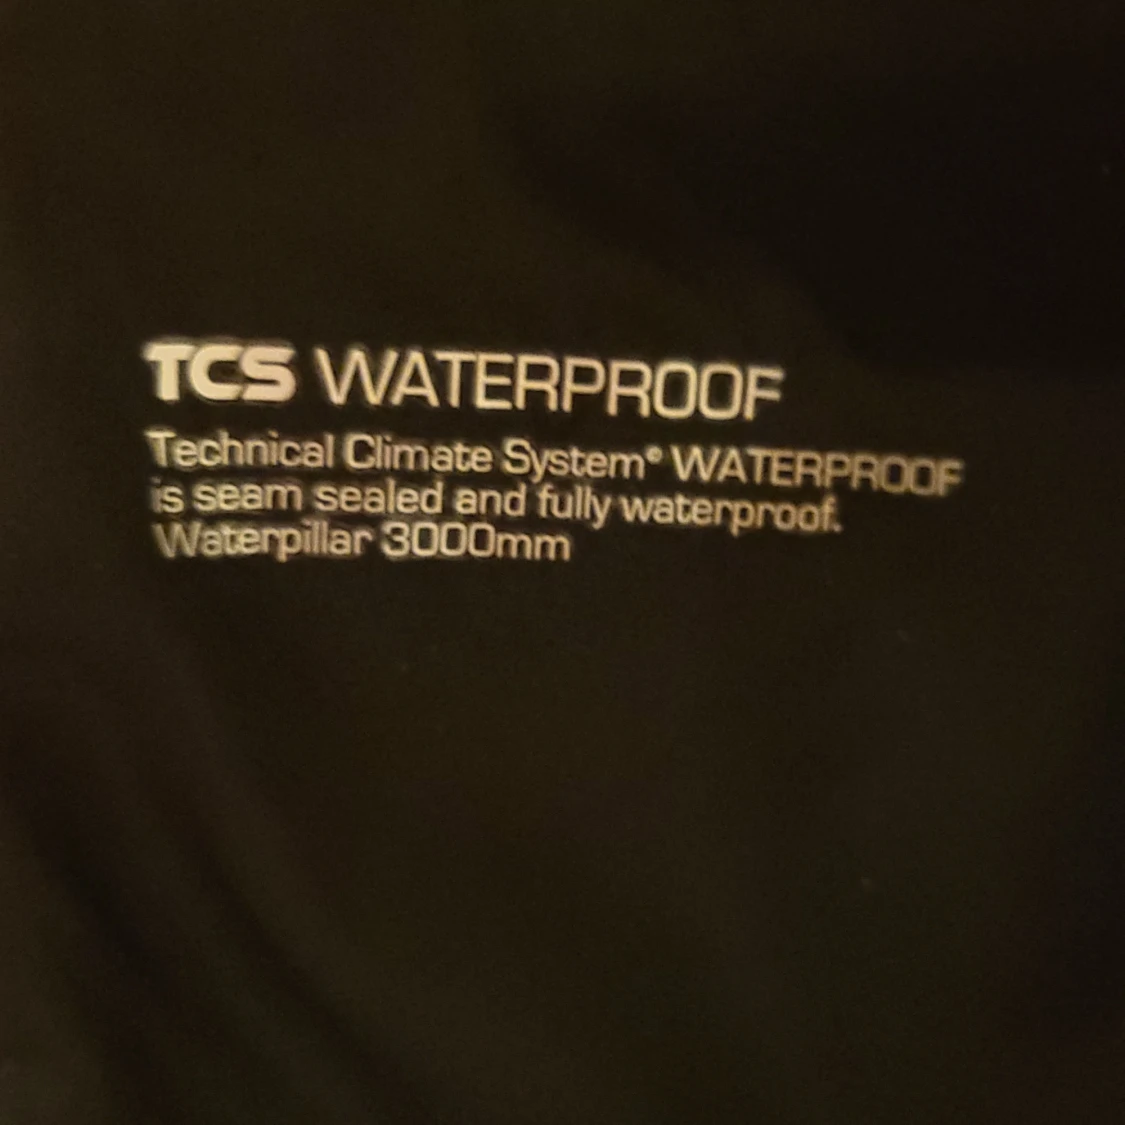 TCS WATERPROOF
Technical Climate System® WATERPROOF
is seam sealed and fully waterproof.
Waterpillar 3000mm